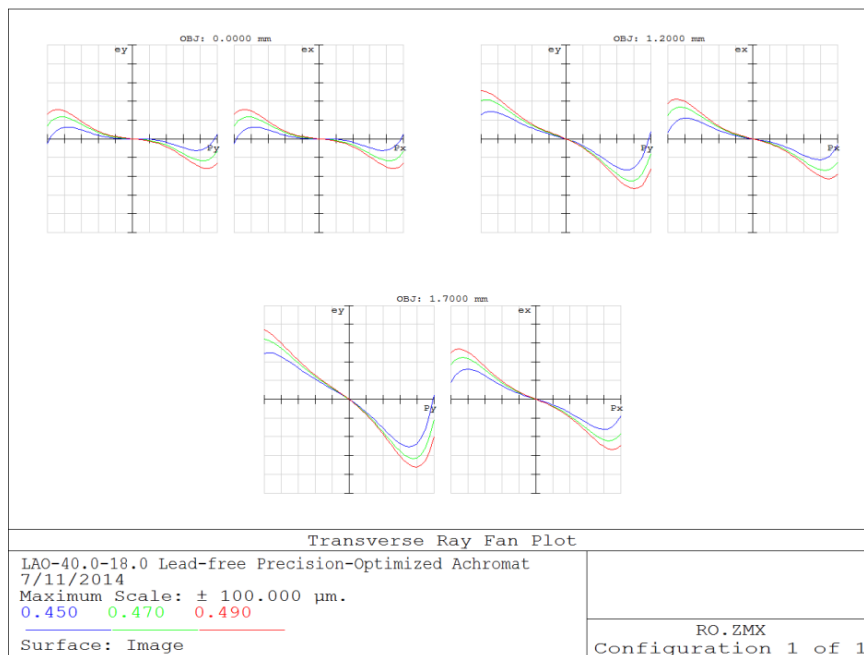 OBJ: 0.0000 mm
OBJ: 1.2000 mm
ey
ex
ey
ex
Py
Px
Py
Px
OBJ: 1.7000 mm
ey
ex
Py
Px
Transverse Ray Fan Plot
LAO-40.0-18.0 Lead-free Precision-Optimized Achromat
7/11/2014
Maximum Scale: ± 100.000 µm.
0.450 0.470 0.490
Surface: Image
RO.ZMX
Configuration 1 of 1